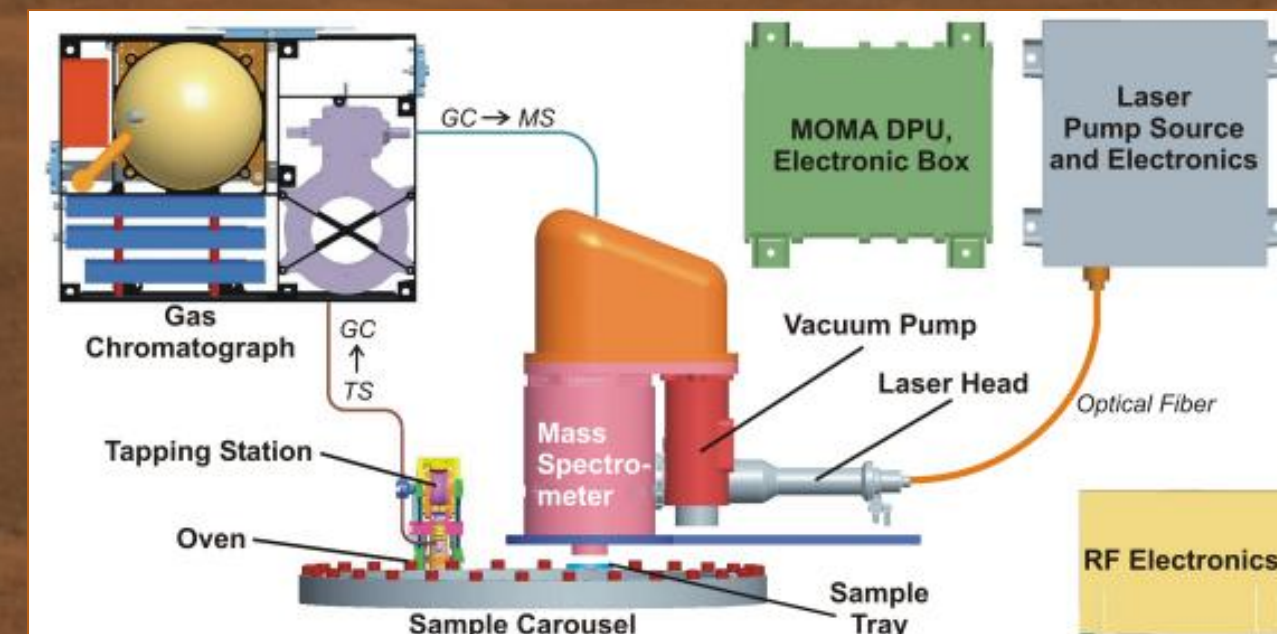 GC → MS
MOMA DPU,
Electronic Box
Laser
Pump Source
and Electronics
Gas
Chromatograph
GC
↑
TS
Vacuum Pump
Laser Head
Optical Fiber
Tapping Station
Mass
Spectro-
meter
Oven
RF Electronics
Sample
Tray
Sample Carousel